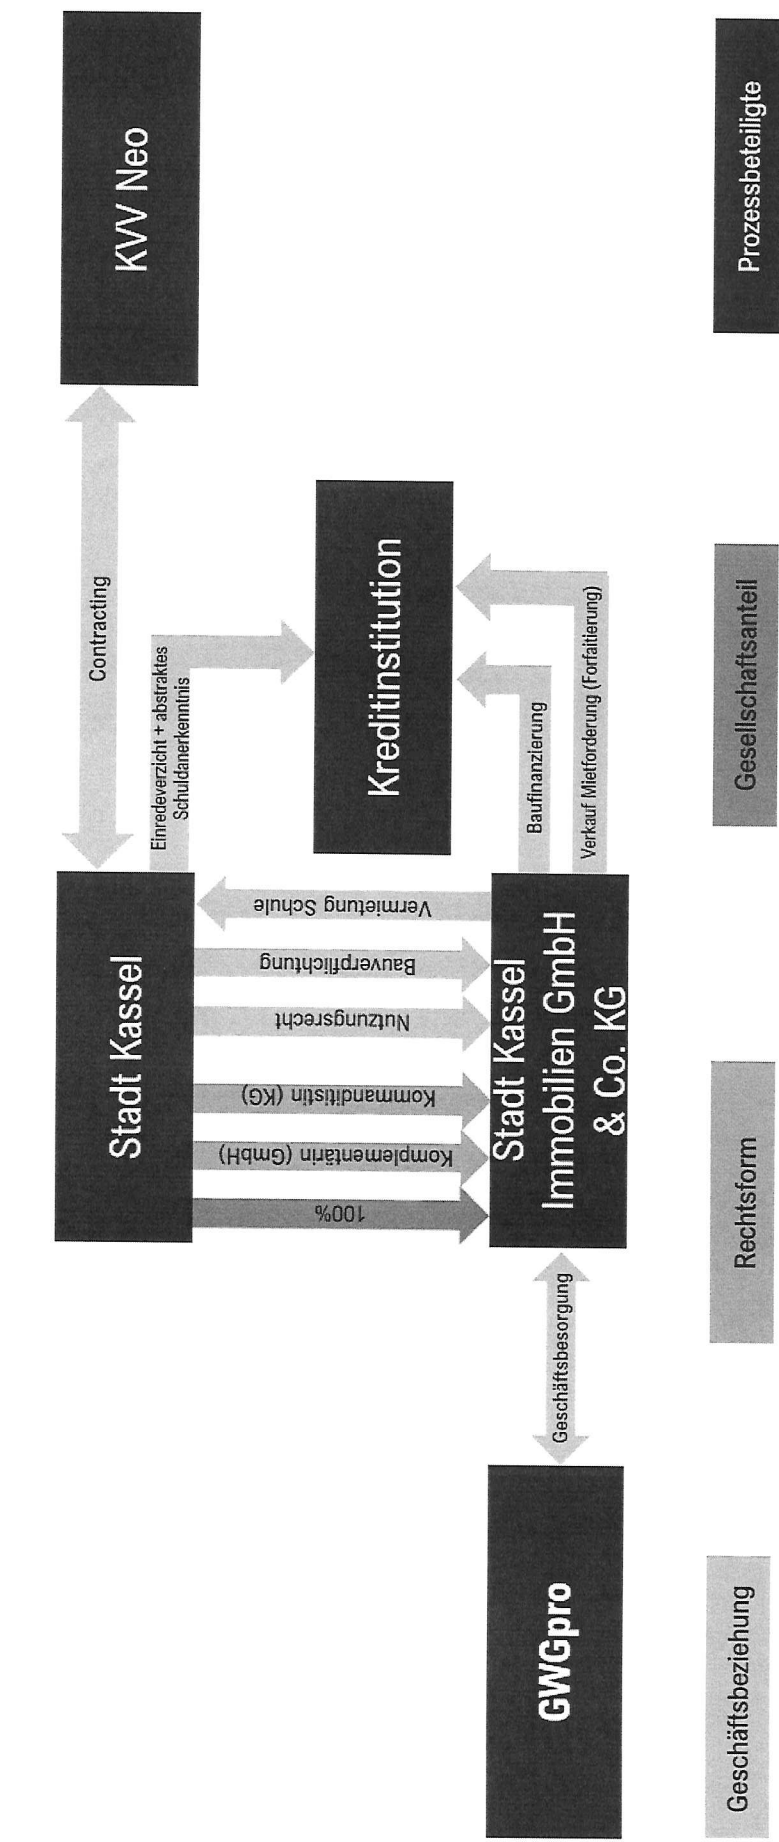 Stadt Kassel
Contracting
KVV Neo
Einredeverzicht + abstraktes
Schuldanerkenntnis
100%
Komplementärin (GmbH)
Kommanditistin (KG)
Nutzungsrecht
Bauverpflichtung
Vermietung Schule
Kreditinstitution
GWGpro
Geschäftsbesorgung
Stadt Kassel
Immobilien GmbH
& Co. KG
Baufinanzierung
Verkauf Mietforderung (Forfaitierung)
Geschäftsbeziehung
Rechtsform
Gesellschaftsanteil
Prozessbeteiligte